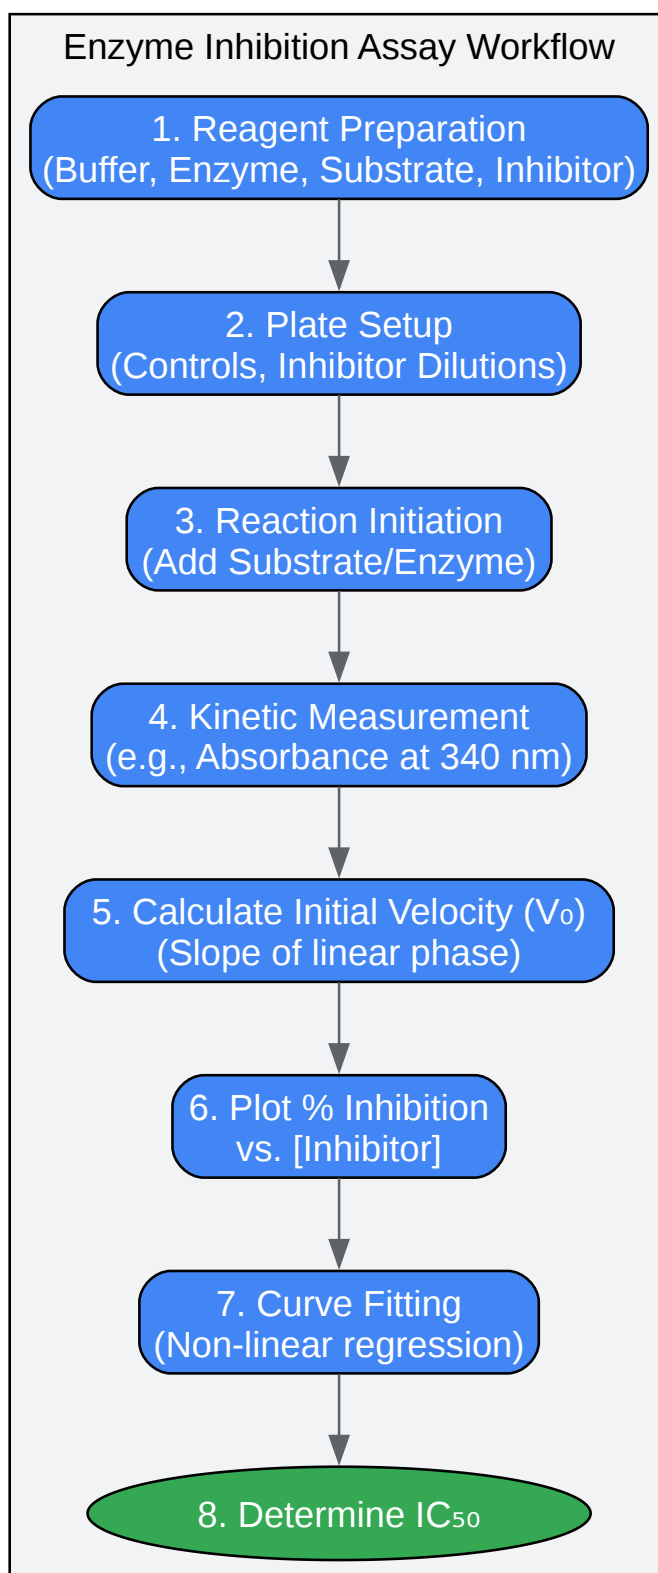 Enzyme Inhibition Assay Workflow
1. Reagent Preparation
(Buffer, Enzyme, Substrate, Inhibitor)
2. Plate Setup
(Controls, Inhibitor Dilutions)
3. Reaction Initiation
(Add Substrate/Enzyme)
4. Kinetic Measurement
(e.g., Absorbance at 340 nm)
5. Calculate Initial Velocity (V₀)
(Slope of linear phase)
6. Plot % Inhibition
vs. [Inhibitor]
7. Curve Fitting
(Non-linear regression)
8. Determine IC₅₀